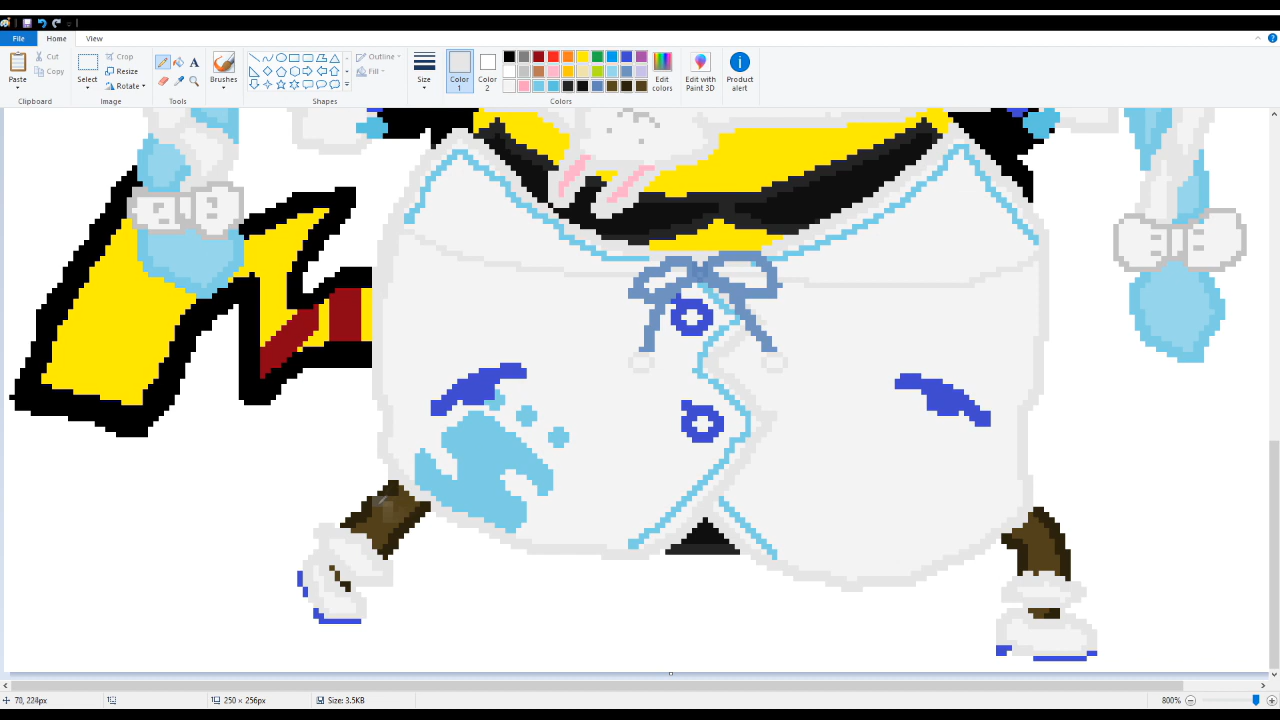 File Home View
Paste
Cut
Copy
Clipboard
Select
Crop
Resize
Rotate
Image
A
Tools
Brushes
Outline
Fill
Shapes
Size
Color 1
Color 2
Edit colors
Colors
Edit with Paint 3D
Product alert
70, 224px
250 × 256px
Size: 3.5KB
800%